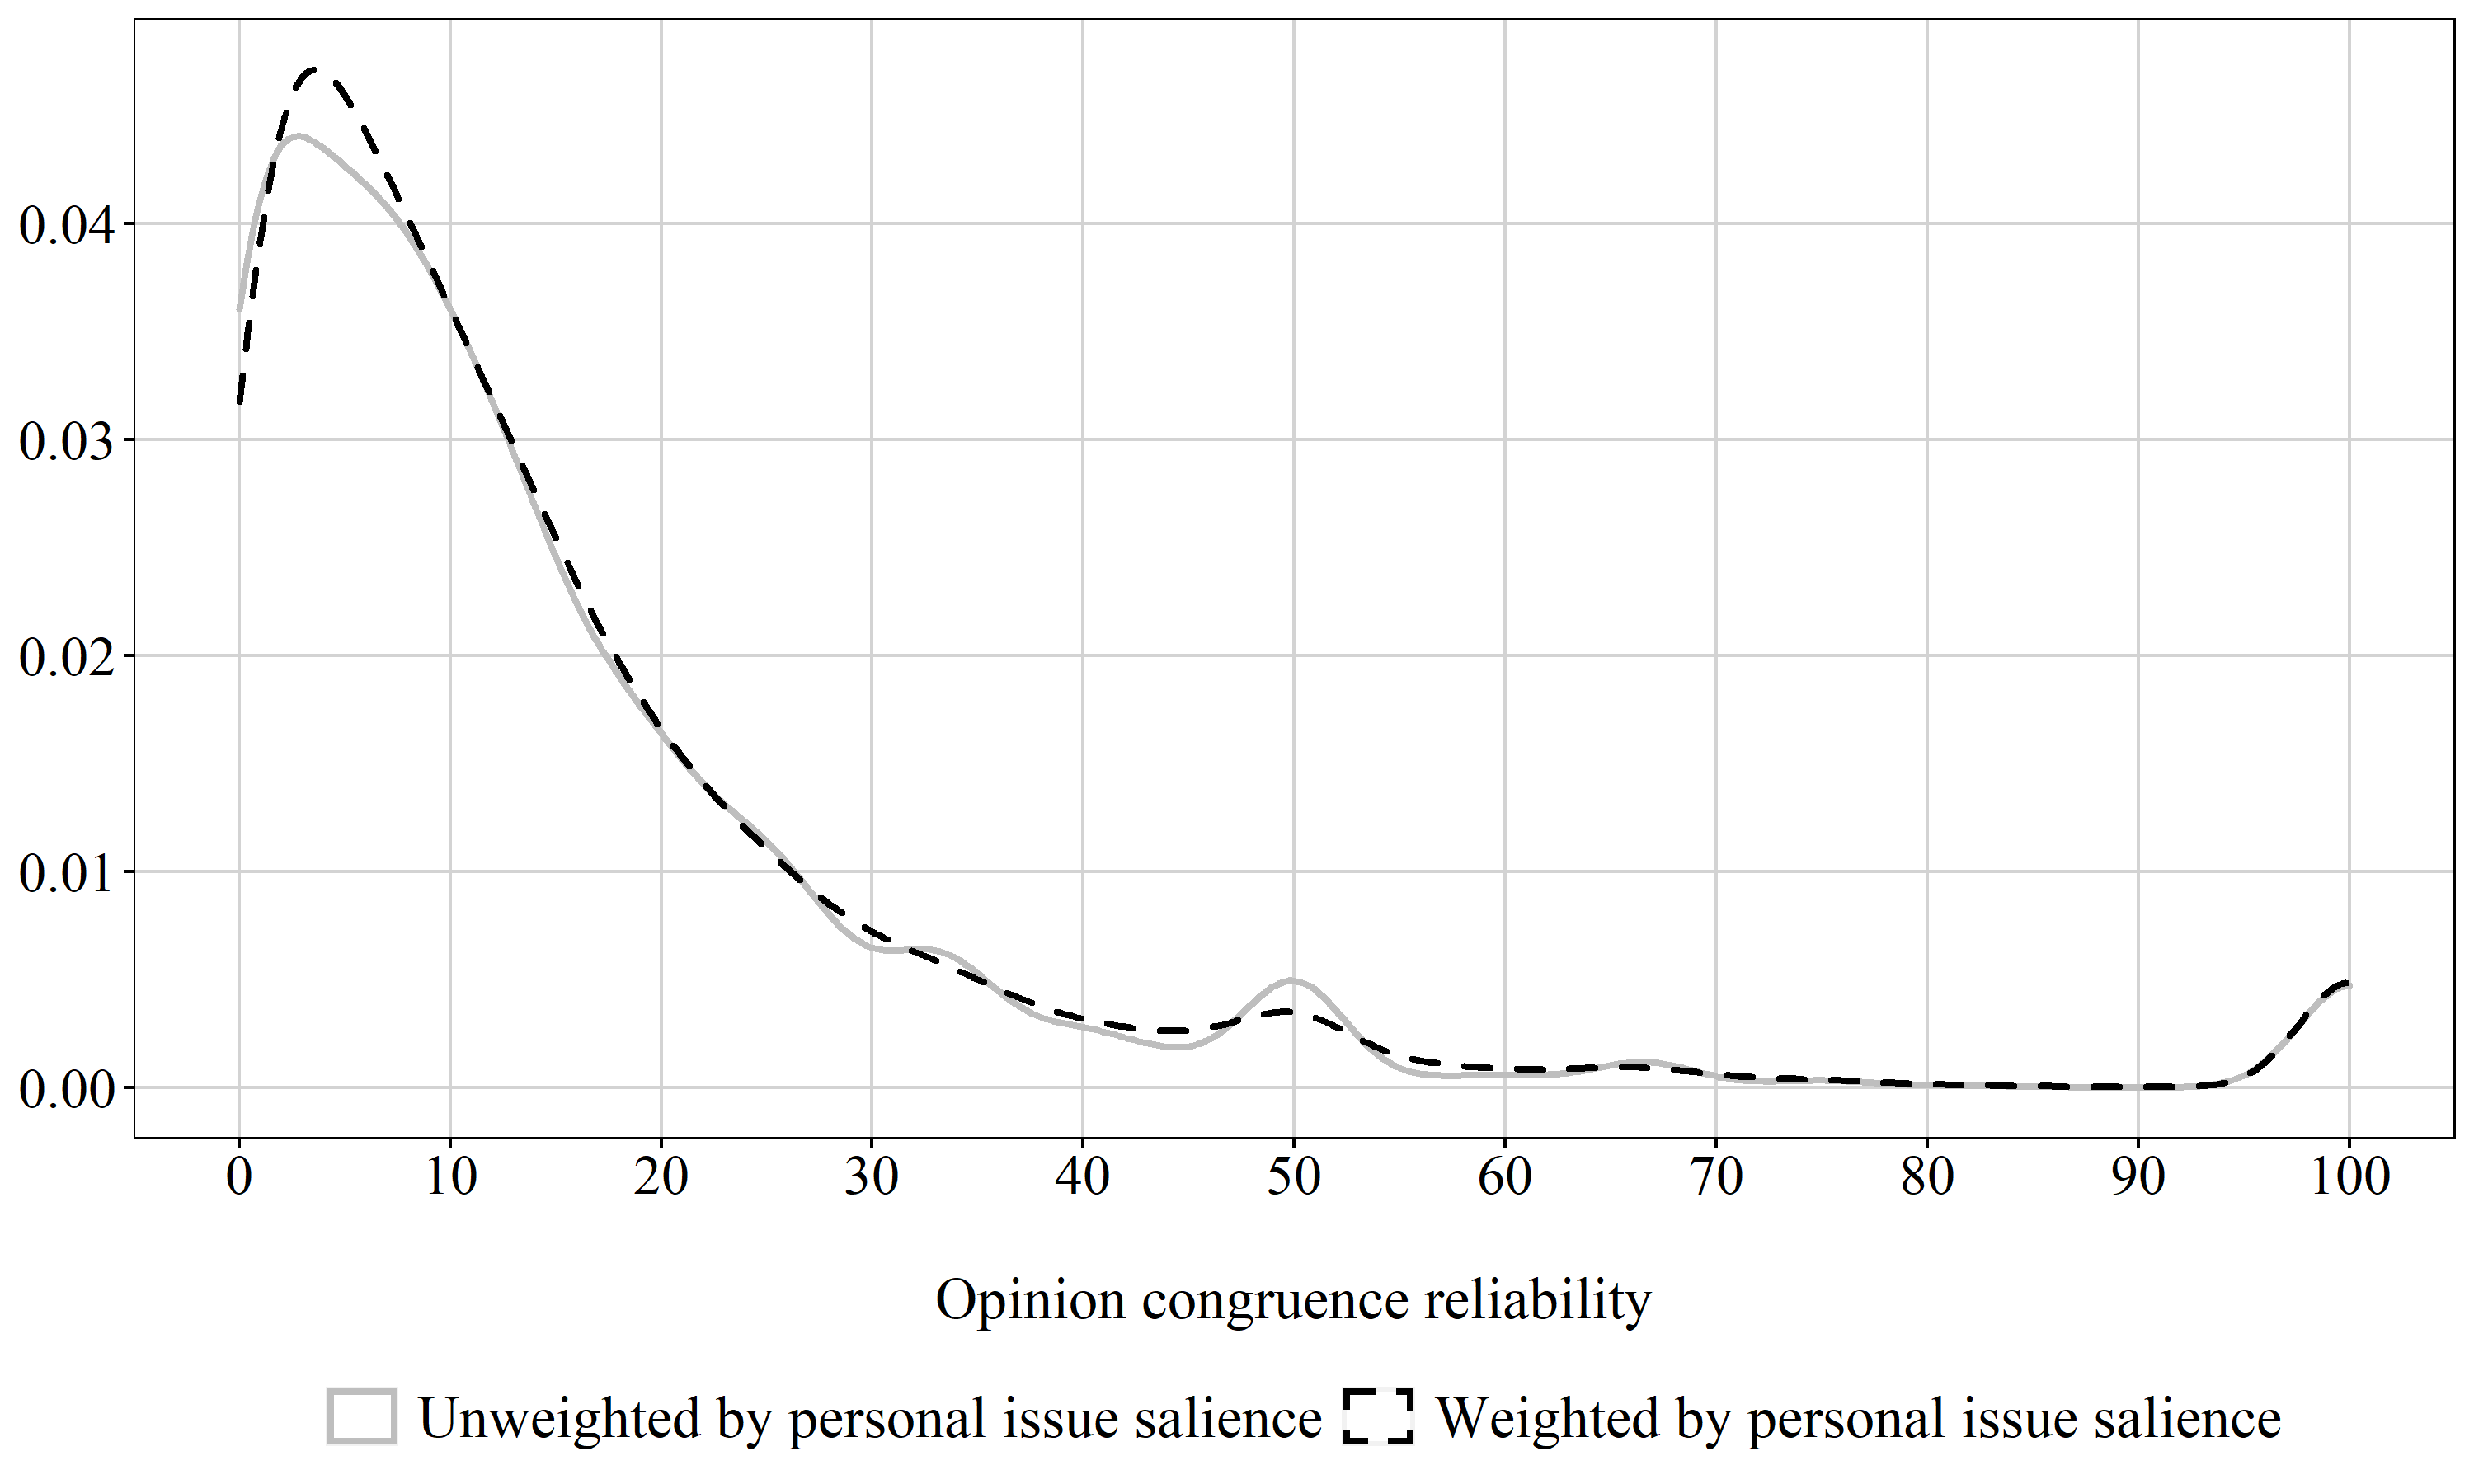 0.04
0.03
0.02
0.01
0.00
0 10 20 30 40 50 60 70 80 90 100
Opinion congruence reliability
Unweighted by personal issue salience Weighted by personal issue salience